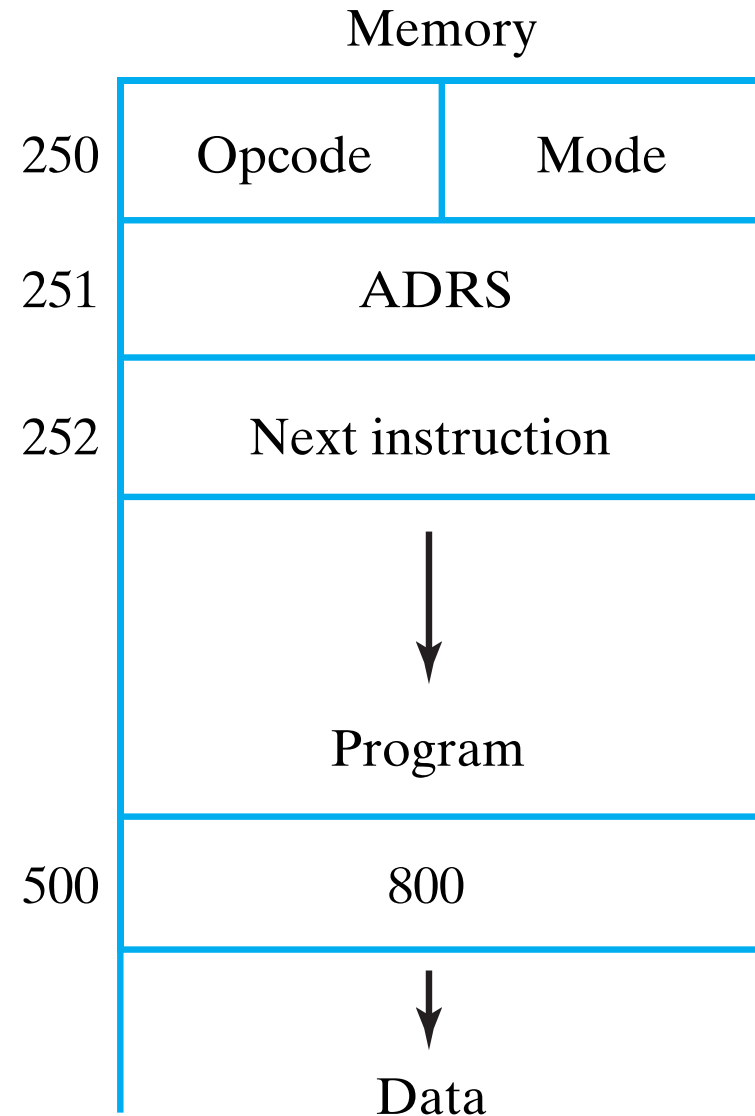 Memory
250 Opcode Mode
251 ADRS
252 Next instruction
Program
500 800
Data